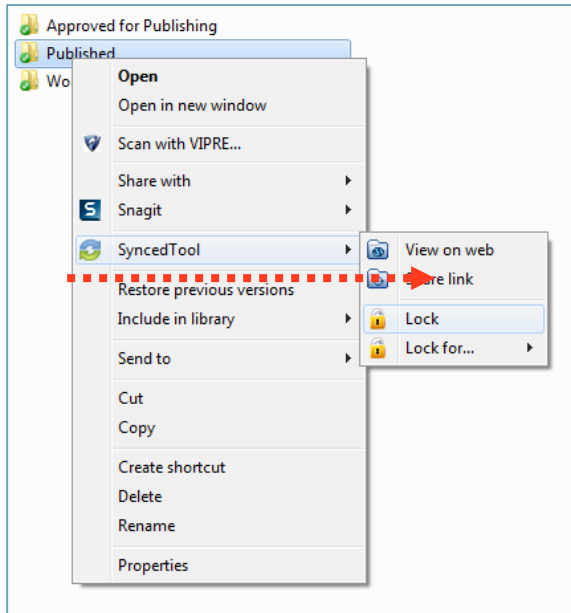 Approved for Publishing
Published
Wo
Open
Open in new window
Scan with VIPRE...
Share with
Snagit
SyncedTool
Restore previous versions
Include in library
Send to
Cut
Copy
Create shortcut
Delete
Rename
Properties
View on web
Share link
Lock
Lock for...